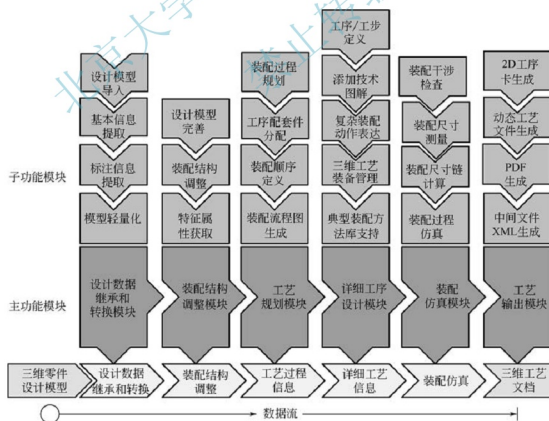 北京大学
禁止转
设计模型
导入
基本信息
提取
标注信息
提取
模型轻量化
设计模型
完善
装配结构
调整
特征属
性获取
装配过程
规划
工序配套件
分配
装配顺序
定义
装配流程图
生成
工序/工步
定义
添加技术
图解
复杂装配
动作表达
三维工艺
装备管理
典型装配方
法库支持
装配干涉
检查
装配尺寸
测量
装配尺寸链
计算
装配过程
仿真
2D工序
卡生成
动态工艺
文件生成
PDF
生成
中间文件
XML生成
子功能模块
主功能模块
设计数据
继承和
转换模块
装配结构
调整模块
工艺
规划模块
详细工序
设计模块
装配
仿真模块
工艺
输出模块
三维零件
设计模型
设计数据
继承和转换
装配结构
调整
工艺过程
信息
详细工艺
信息
装配仿真
三维工艺
文档
数据流